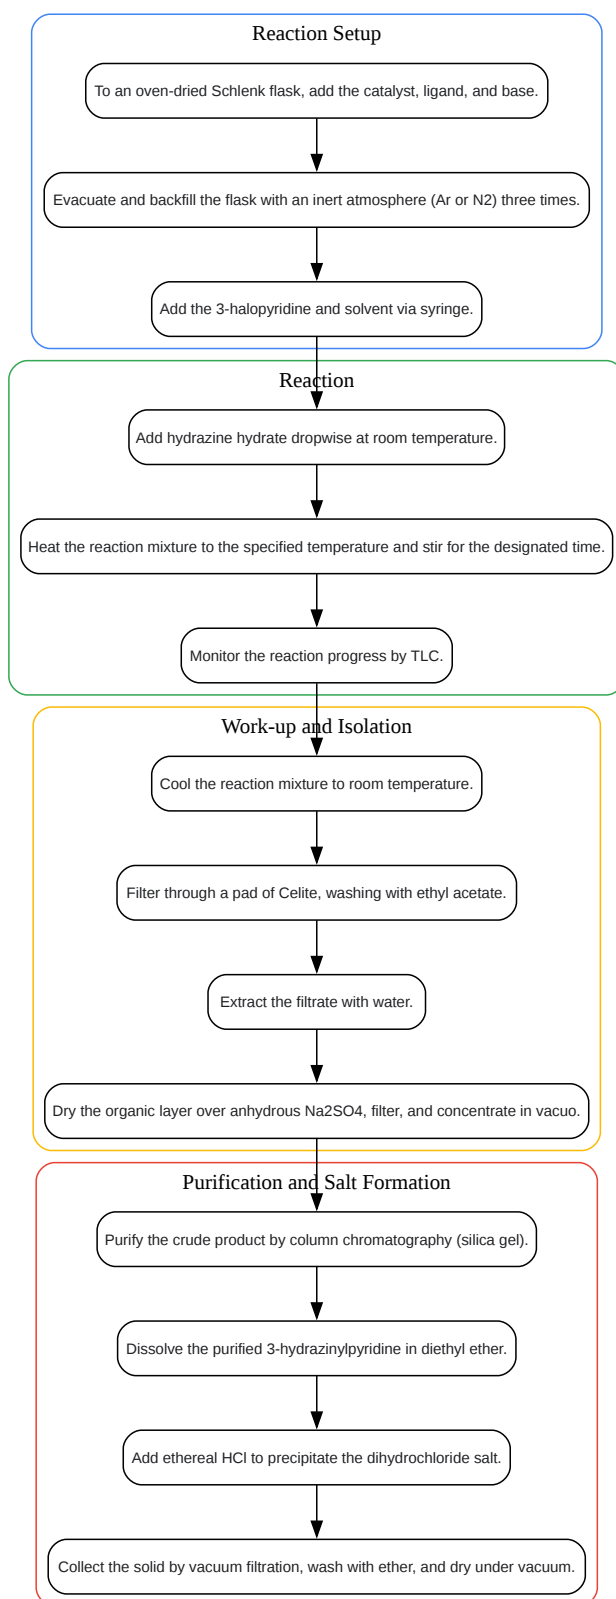 Reaction Setup
To an oven-dried Schlenk flask, add the catalyst, ligand, and base.
Evacuate and backfill the flask with an inert atmosphere (Ar or N2) three times.
Add the 3-halopyridine and solvent via syringe.
Reaction
Add hydrazine hydrate dropwise at room temperature.
Heat the reaction mixture to the specified temperature and stir for the designated time.
Monitor the reaction progress by TLC.
Work-up and Isolation
Cool the reaction mixture to room temperature.
Filter through a pad of Celite, washing with ethyl acetate.
Extract the filtrate with water.
Dry the organic layer over anhydrous Na2SO4, filter, and concentrate in vacuo.
Purification and Salt Formation
Purify the crude product by column chromatography (silica gel).
Dissolve the purified 3-hydrazinylpyridine in diethyl ether.
Add ethereal HCl to precipitate the dihydrochloride salt.
Collect the solid by vacuum filtration, wash with ether, and dry under vacuum.